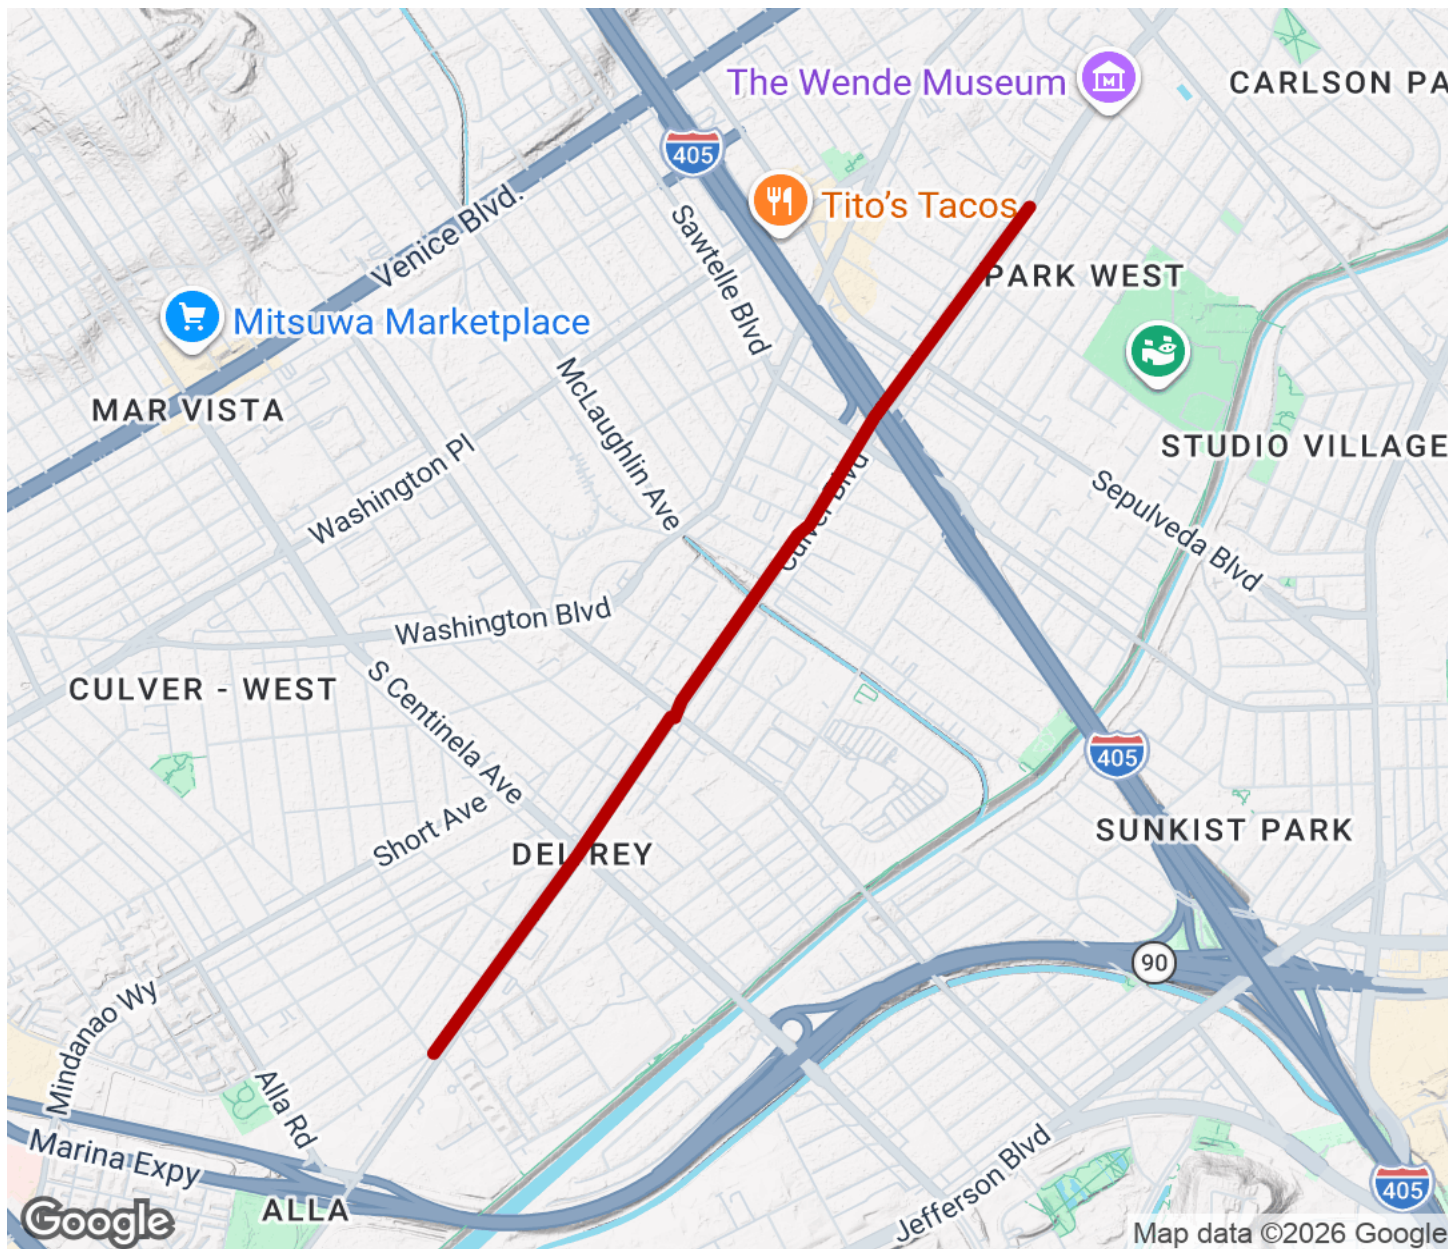 The Wende Museum
CARLSON PA
405
Tito's Tacos
Sawtelle Blvd
Venice Blvd.
PARK WEST
Mitsuwa Marketplace
MAR VISTA
McLaughlin Ave
STUDIO VILLAGE
Washington Pl
Culver Blvd
Sepulveda Blvd
Washington Blvd
CULVER - WEST
S Centinela Ave
405
Short Ave
DEL REY
SUNKIST PARK
90
Mindanao Wy
Alla Rd
Marina Expy
Jefferson Blvd
405
ALLA
Google
Map data ©2026 Google